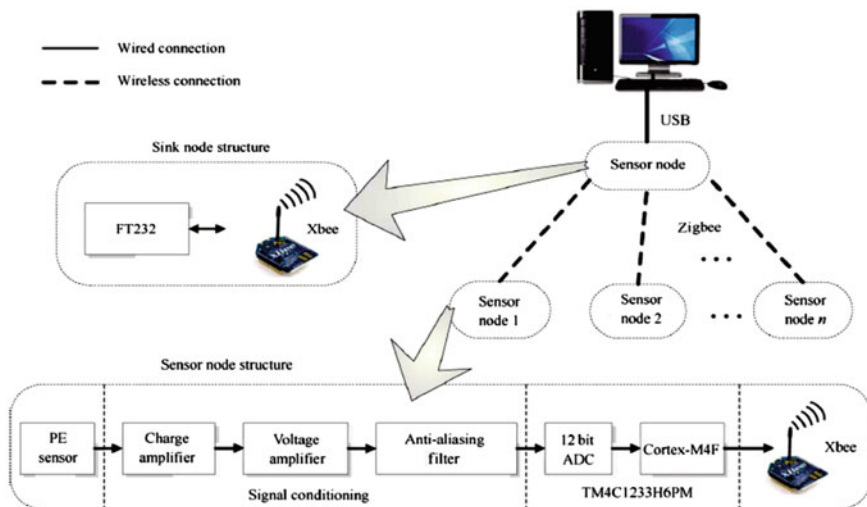 Wired connection
Wireless connection
USB
Sink node structure
Sensor node
FT232
Xbee
Zigbee
Sensor
node 1
Sensor
node 2
Sensor
node n
Sensor node structure
PE
sensor
Charge
amplifier
Voltage
amplifier
Anti-aliasing
filter
12 bit
ADC
Cortex-M4F
Xbee
Signal conditioning
TM4C1233H6PM